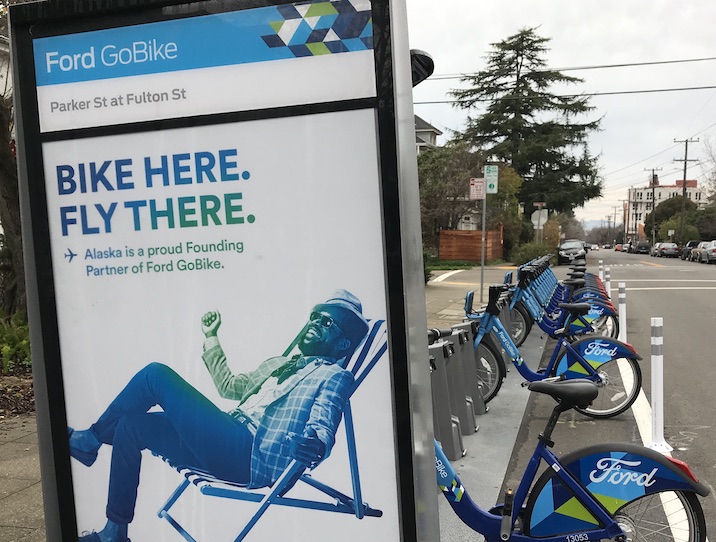 Ford GoBike
Parker St at Fulton St
BIKE HERE.
FLY THERE.
Alaska is a proud Founding
Partner of Ford GoBike.
Ford
Ford
13053